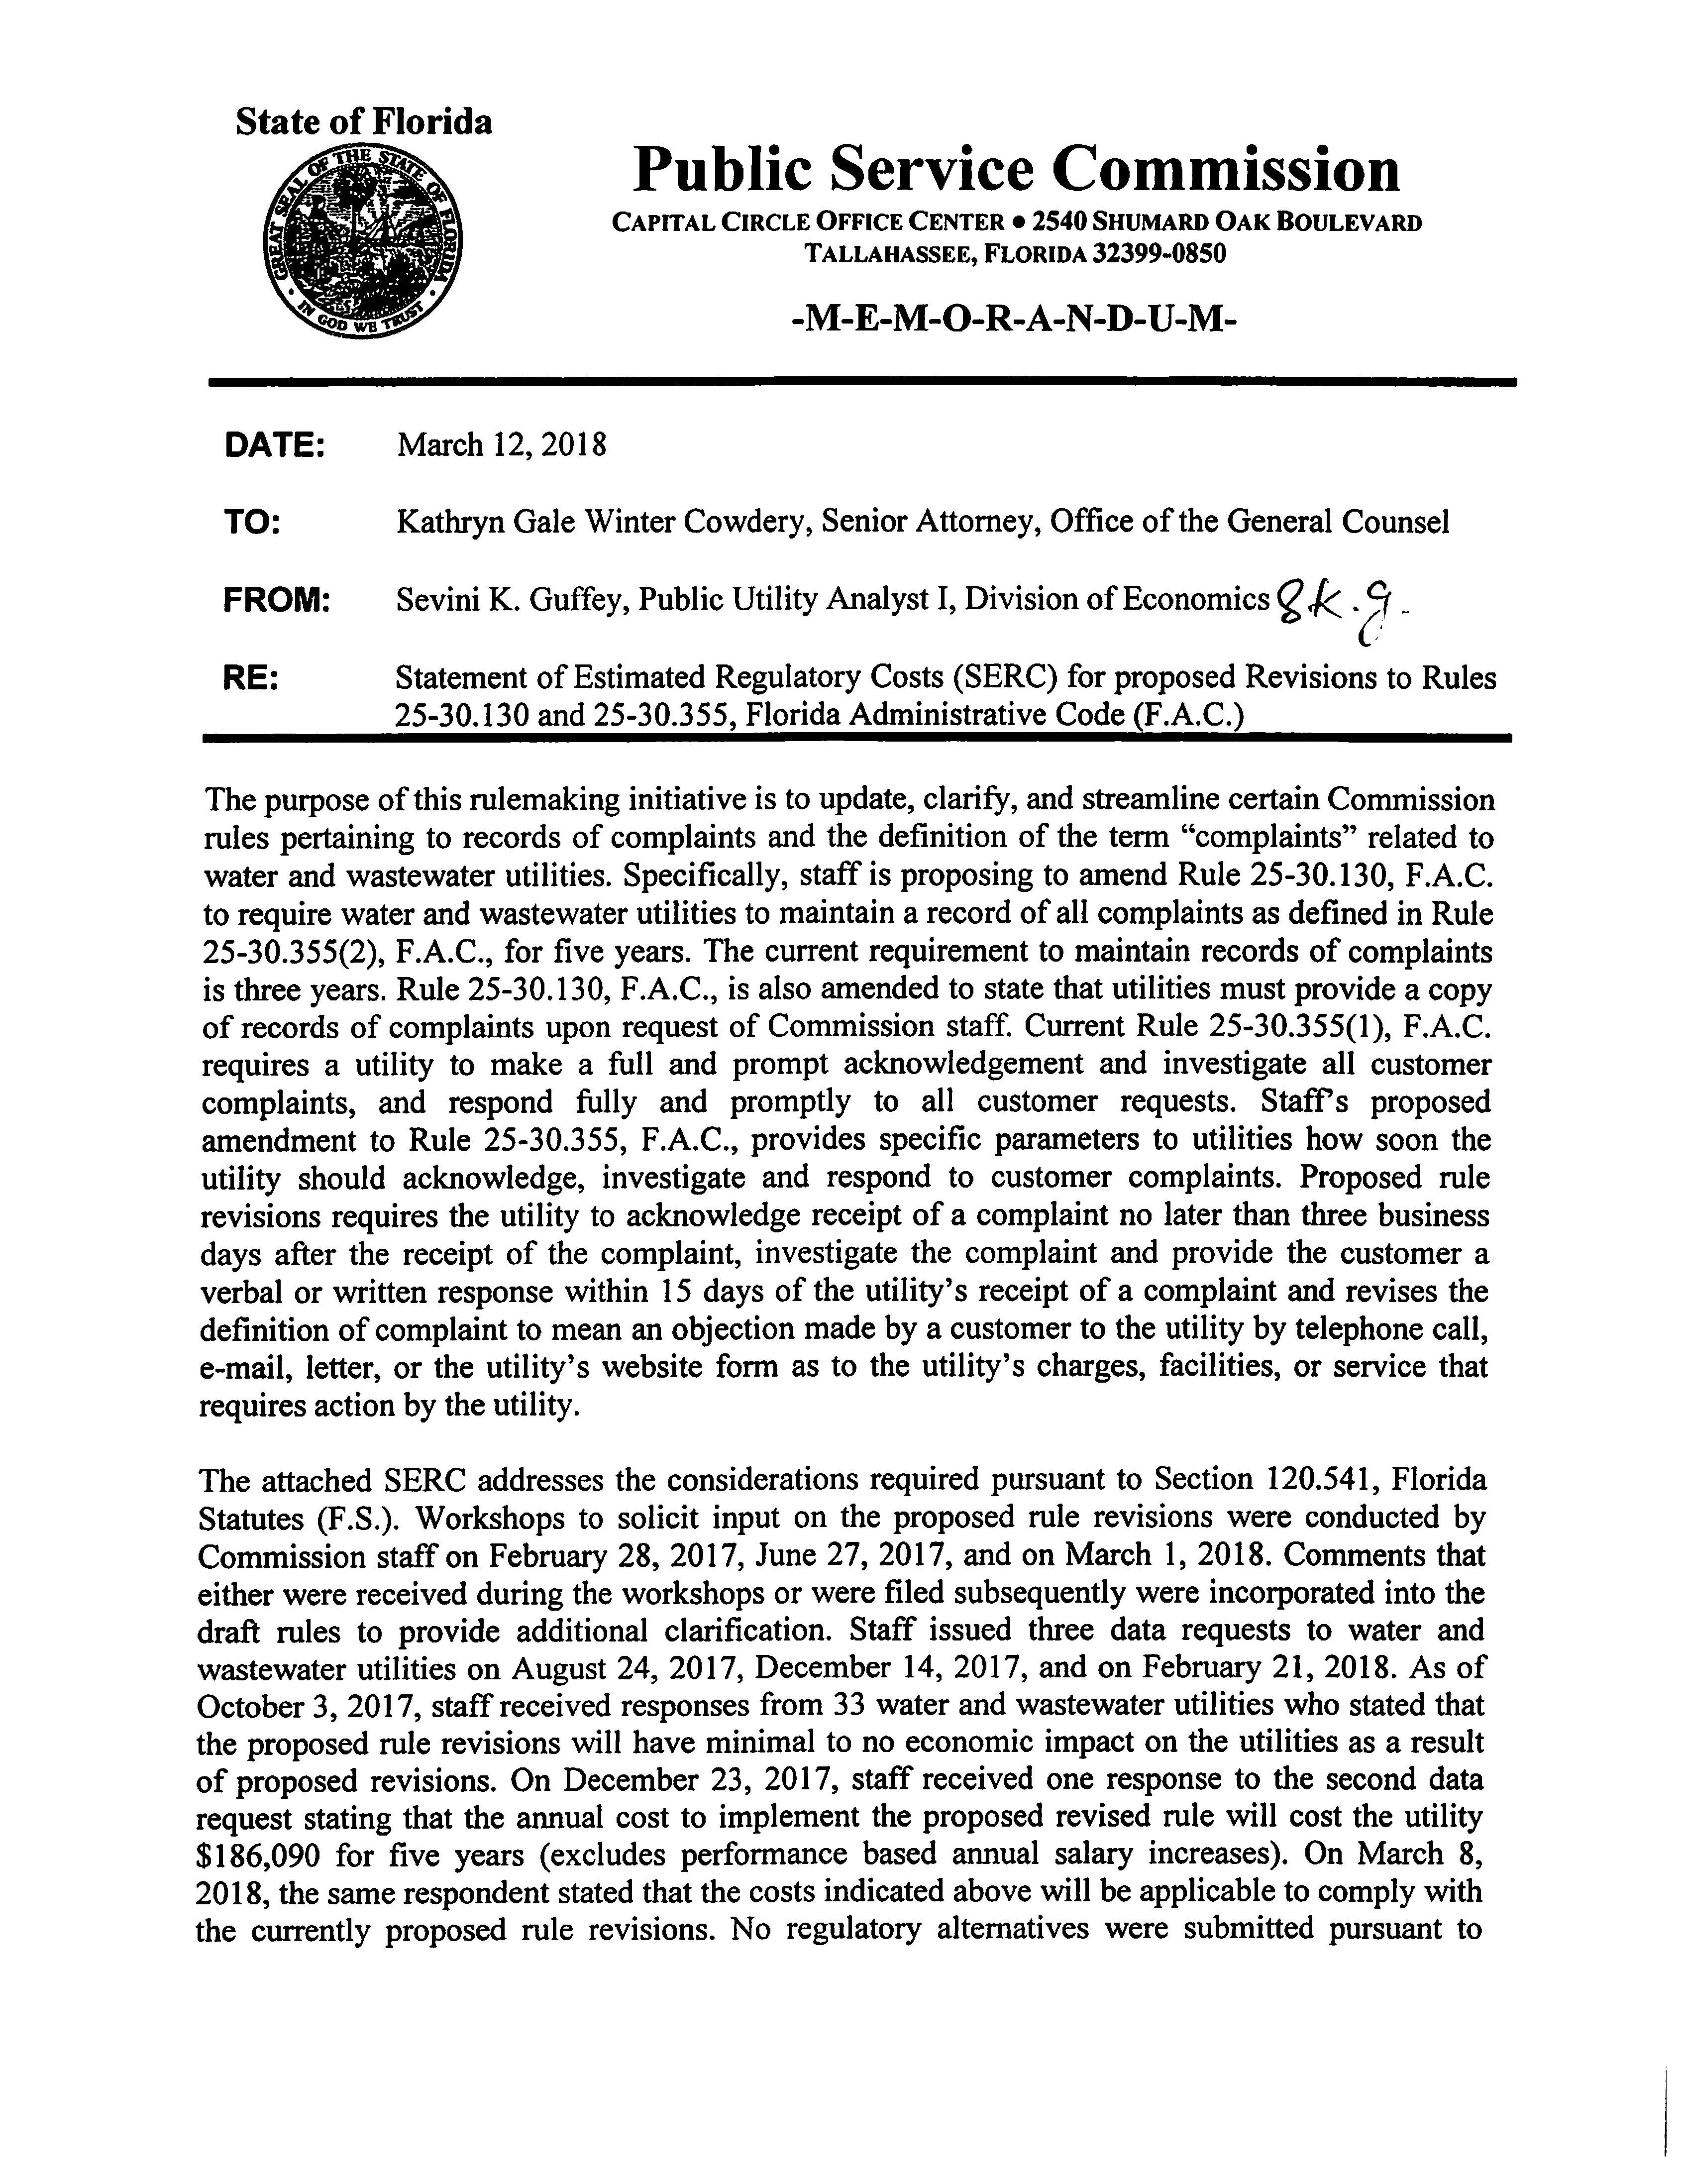 State of Florida
GREAT SEAL OF THE STATE OF FLORIDA
IN GOD WE TRUST
Public Service Commission
CAPITAL CIRCLE OFFICE CENTER ● 2540 SHUMARD OAK BOULEVARD
TALLAHASSEE, FLORIDA 32399-0850
-M-E-M-O-R-A-N-D-U-M-
DATE: March 12, 2018
TO: Kathryn Gale Winter Cowdery, Senior Attorney, Office of the General Counsel
FROM: Sevini K. Guffey, Public Utility Analyst I, Division of Economics S.K.G.
RE: Statement of Estimated Regulatory Costs (SERC) for proposed Revisions to Rules
25-30.130 and 25-30.355, Florida Administrative Code (F.A.C.)
The purpose of this rulemaking initiative is to update, clarify, and streamline certain Commission
rules pertaining to records of complaints and the definition of the term “complaints” related to
water and wastewater utilities. Specifically, staff is proposing to amend Rule 25-30.130, F.A.C.
to require water and wastewater utilities to maintain a record of all complaints as defined in Rule
25-30.355(2), F.A.C., for five years. The current requirement to maintain records of complaints
is three years. Rule 25-30.130, F.A.C., is also amended to state that utilities must provide a copy
of records of complaints upon request of Commission staff. Current Rule 25-30.355(1), F.A.C.
requires a utility to make a full and prompt acknowledgement and investigate all customer
complaints, and respond fully and promptly to all customer requests. Staff's proposed
amendment to Rule 25-30.355, F.A.C., provides specific parameters to utilities how soon the
utility should acknowledge, investigate and respond to customer complaints. Proposed rule
revisions requires the utility to acknowledge receipt of a complaint no later than three business
days after the receipt of the complaint, investigate the complaint and provide the customer a
verbal or written response within 15 days of the utility’s receipt of a complaint and revises the
definition of complaint to mean an objection made by a customer to the utility by telephone call,
e-mail, letter, or the utility’s website form as to the utility’s charges, facilities, or service that
requires action by the utility.
The attached SERC addresses the considerations required pursuant to Section 120.541, Florida
Statutes (F.S.). Workshops to solicit input on the proposed rule revisions were conducted by
Commission staff on February 28, 2017, June 27, 2017, and on March 1, 2018. Comments that
either were received during the workshops or were filed subsequently were incorporated into the
draft rules to provide additional clarification. Staff issued three data requests to water and
wastewater utilities on August 24, 2017, December 14, 2017, and on February 21, 2018. As of
October 3, 2017, staff received responses from 33 water and wastewater utilities who stated that
the proposed rule revisions will have minimal to no economic impact on the utilities as a result
of proposed revisions. On December 23, 2017, staff received one response to the second data
request stating that the annual cost to implement the proposed revised rule will cost the utility
$186,090 for five years (excludes performance based annual salary increases). On March 8,
2018, the same respondent stated that the costs indicated above will be applicable to comply with
the currently proposed rule revisions. No regulatory alternatives were submitted pursuant to